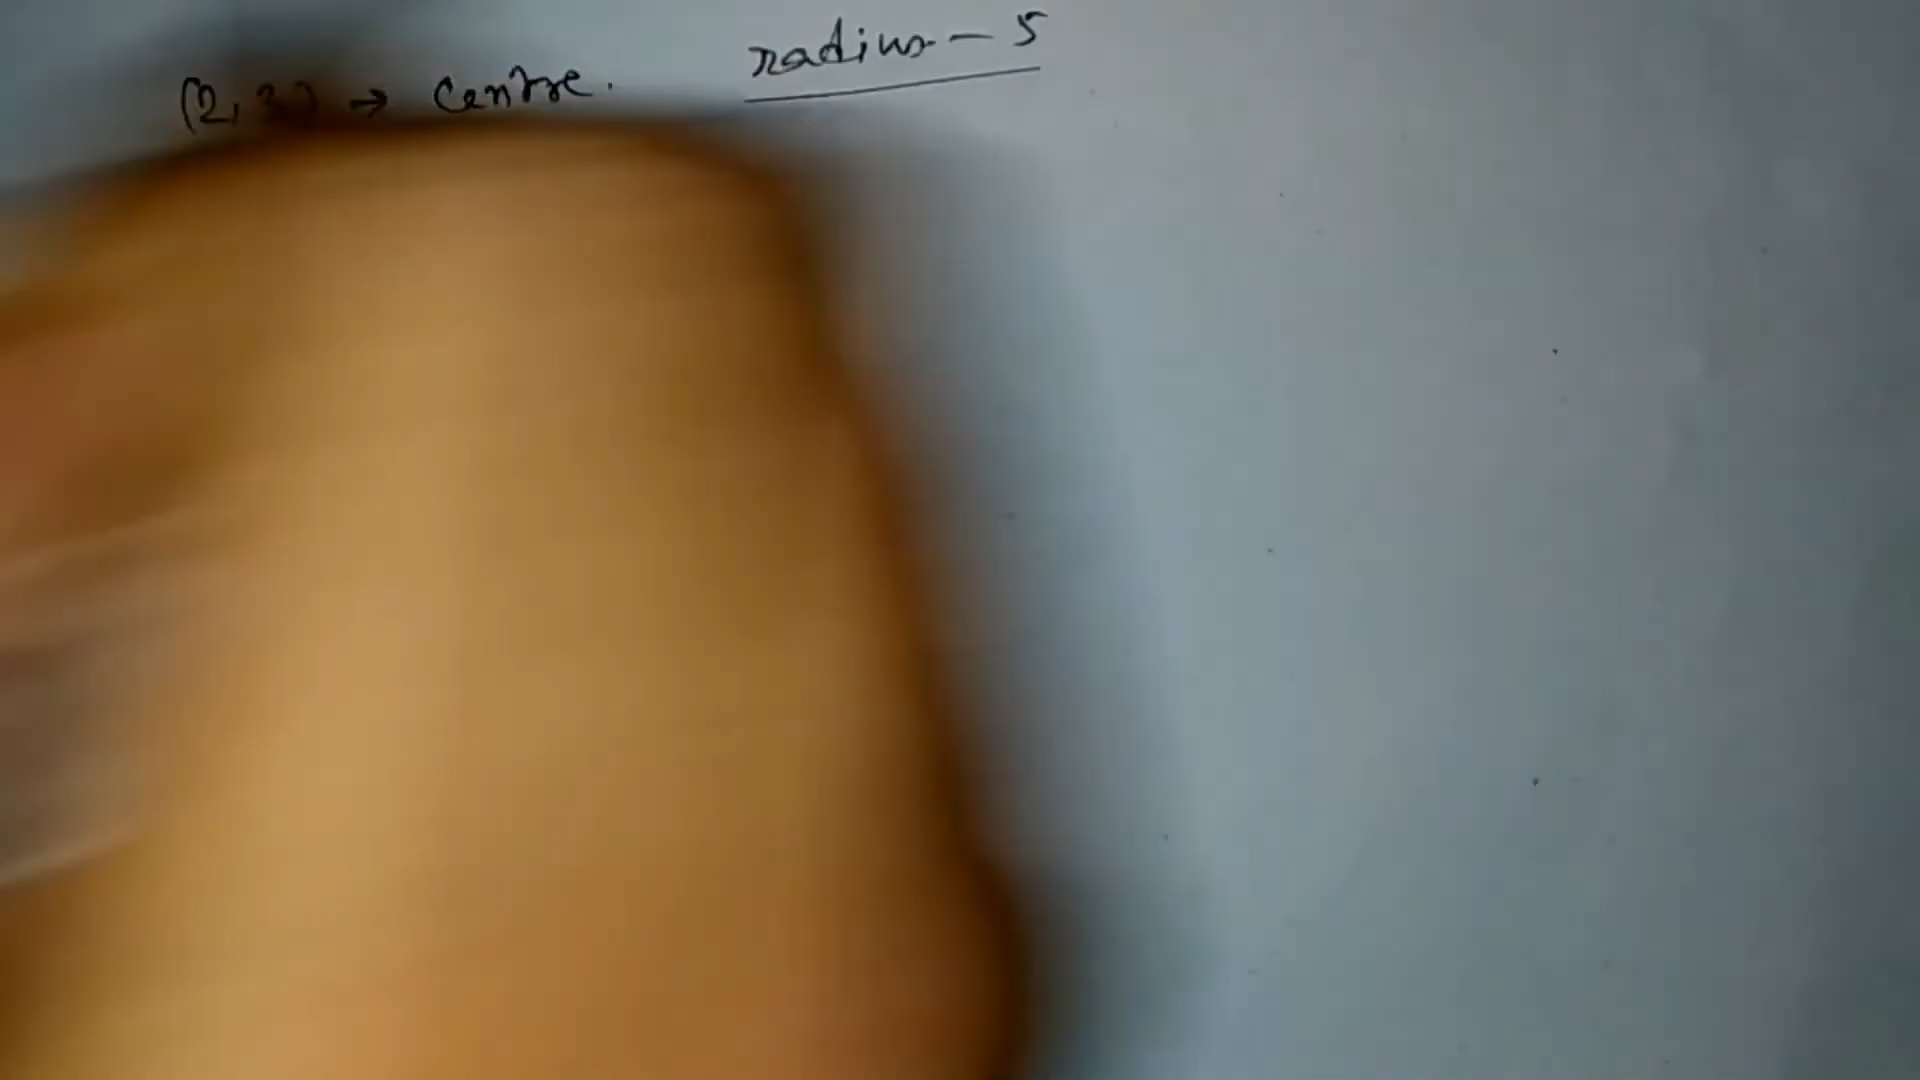 (2, 3) → Centre. radius - 5